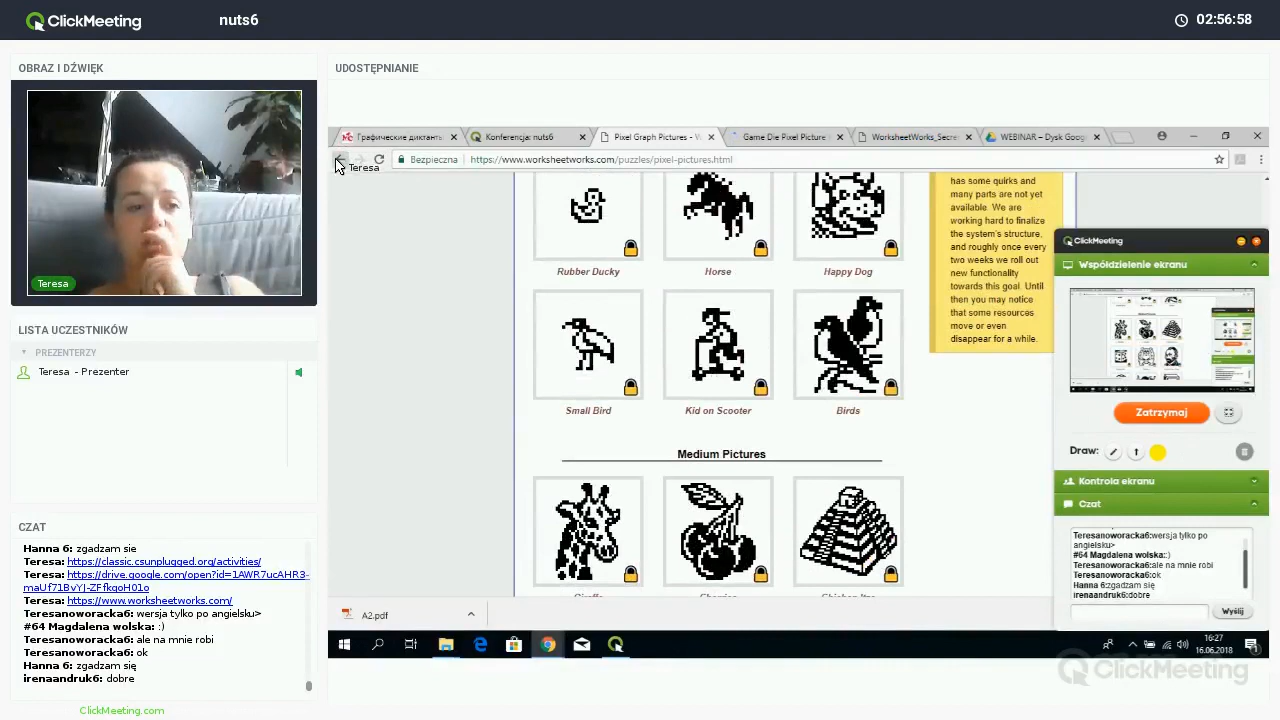 ClickMeeting
nuts6
02:56:58
OBRAZ I DŹWIĘK
Teresa
LISTA UCZESTNIKÓW
PREZENTERZY
Teresa - Prezenter
CZAT
Hanna 6: zgadzam sie
Teresa: https://classic.csunplugged.org/activities/
Teresa: https://drive.google.com/open?id=1AWR7ucAHR3-
maUf71BvYJ-ZFfkqoH01o
Teresa: https://www.worksheetworks.com/
Teresanoworacka6: wersja tylko po angielsku>
#64 Magdalena wolska: :)
Teresanoworacka6: ale na mnie robi
Teresanoworacka6: ok
Hanna 6: zgadzam się
irenaandruk6: dobre
ClickMeeting.com
UDOSTĘPNIANIE
Графические диктанты
Konferencja: nuts6
Pixel Graph Pictures - W
Game Die Pixel Picture
WorksheetWorks_Secre
WEBINAR – Dysk Goog
Teresa
Bezpieczna
https://www.worksheetworks.com/puzzles/pixel-pictures.html
Rubber Ducky
Horse
Happy Dog
Small Bird
Kid on Scooter
Birds
Medium Pictures
has some quirks and
many parts are not yet
available. We are
working hard to finalize
the system's structure,
and roughly once every
two weeks we roll out
new functionality
towards this goal. Until
then you may notice
that some resources
move or even
disappear for a while.
ClickMeeting
Współdzielenie ekranu
Zatrzymaj
Draw:
Kontrola ekranu
Czat
Teresanoworacka6:wersja tylko po
angielsku>
#64 Magdalena wolska::)
Teresanoworacka6:ale na mnie robi
Teresanoworacka6:ok
Hanna 6:zgadzam się
irenaandruk6:dobre
Wyślij
A2.pdf
16:27
16.06.2018
ClickMeeting